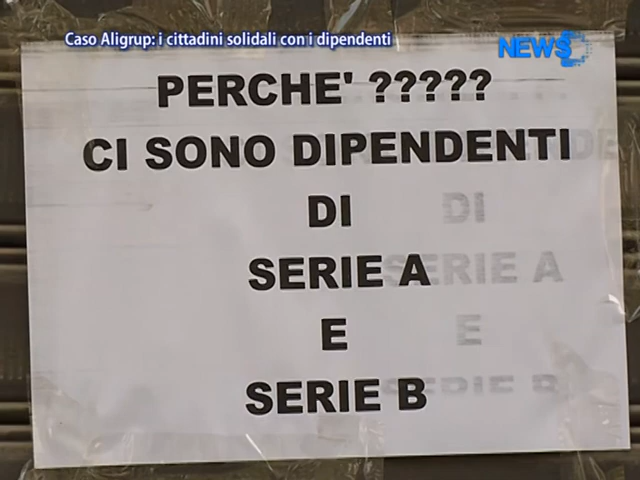 Caso Aligrup: i cittadini solidali con i dipendenti
NEWS D
PERCHE' ?????
CI SONO DIPENDENTI
DI
SERIE A
E
SERIE B